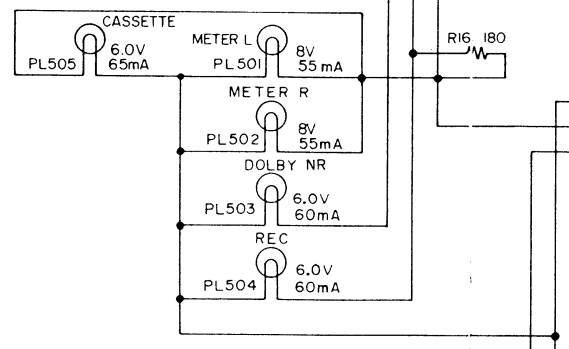 CASSETTE
6.0V
65mA
PL505
METER L
8V
55mA
PL501
R16 180
METER R
8V
55mA
PL502
DOLBY NR
6.0V
60mA
PL503
REC
6.0V
60mA
PL504